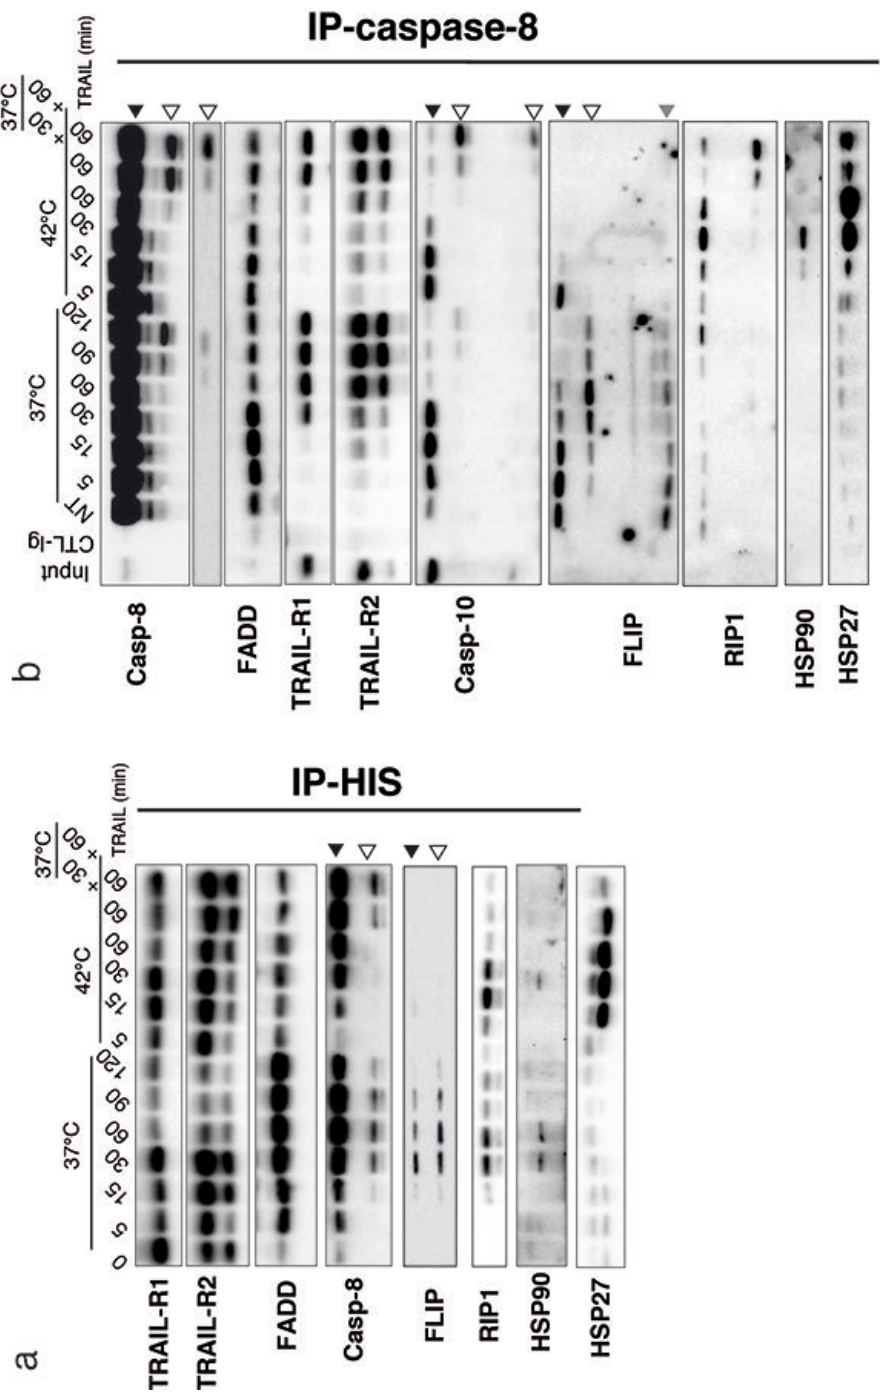 a
37°C
42°C
37°C
30 60
× ×
0 5 15 30 60 90 120 5 15 30 60 60 60 TRAIL (min)
TRAIL-R1
TRAIL-R2
FADD
Casp-8
FLIP
RIP1
HSP90
HSP27
IP-HIS
b
37°C
42°C
37°C
30 60
× ×
Input CTL-Ig NT 5 15 30 60 90 120 5 15 30 60 60 60 TRAIL (min)
Casp-8
FADD
TRAIL-R1
TRAIL-R2
Casp-10
FLIP
RIP1
HSP90
HSP27
IP-caspase-8